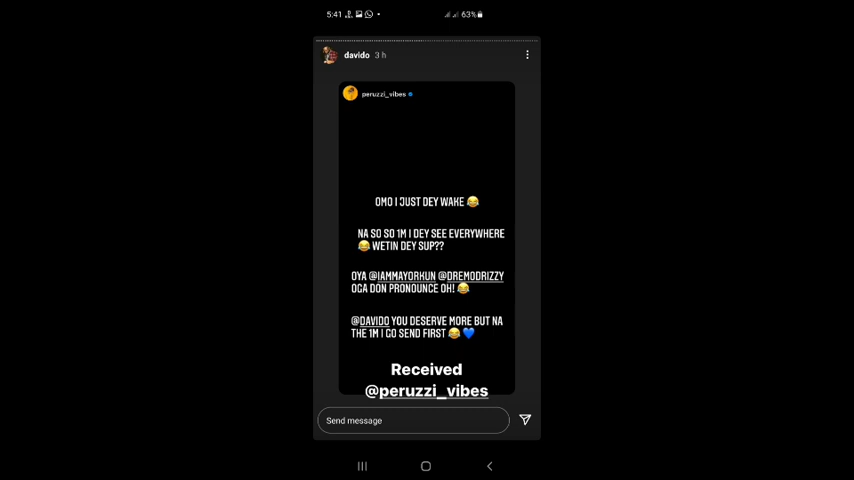 5:41 63%
davido 3 h
peruzzi_vibes
OMO I JUST DEY WAKE 😂
NA SO SO 1M I DEY SEE EVERYWHERE
😂 WETIN DEY SUP??
OYA @IAMMAYORKUN @DREMODRIZZY
OGA DON PRONOUNCE OH! 😂
@DAVIDO YOU DESERVE MORE BUT NA
THE 1M I GO SEND FIRST 😂💙
Received
@peruzzi_vibes
Send message